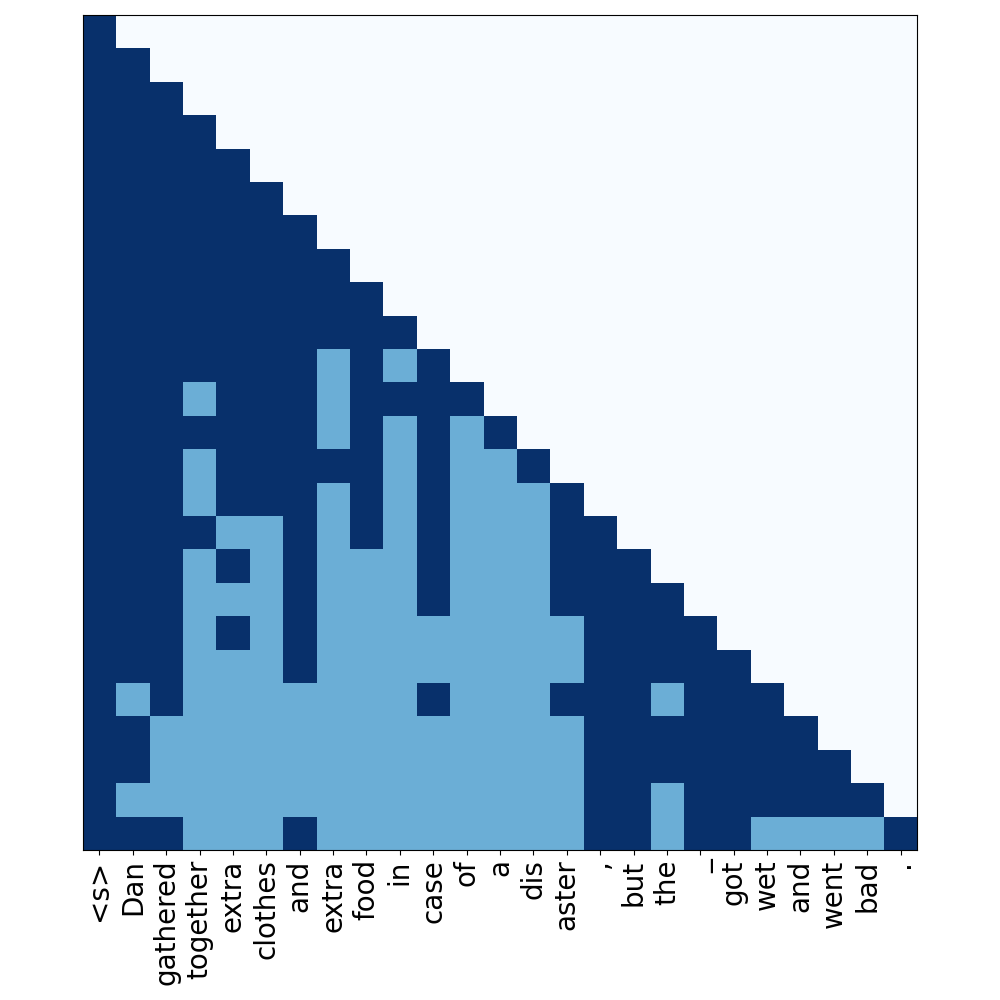 <s>
Dan
gathered
together
extra
clothes
and
extra
food
in
case
of
a
dis
aster
,
but
the
_
got
wet
and
went
bad
.